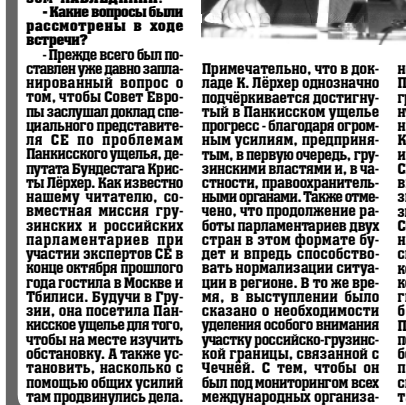 - Какие вопросы были
рассмотрены в ходе
встречи?
- Прежде всего был по-
ставлен уже давно запла-
нированный вопрос о
том, чтобы Совет Евро-
пы заслушал доклад спе-
циального представите-
ля СЕ по проблемам
Панкисского ущелья, де-
путата Бундестага Крис-
ты Лёрхер. Как известно
нашему читателю, со-
вместная миссия гру-
зинских и российских
парламентариев при
участии экспертов СЕ в
конце октября прошлого
года гостила в Москве и
Тбилиси. Будучи в Гру-
зии, она посетила Пан-
кисское ущелье для того,
чтобы на месте изучить
обстановку. А также ус-
тановить, насколько с
помощью общих усилий
там продвинулись дела.
Примечательно, что в док-
ладе К. Лёрхер однозначно
подчёркивается достигну-
тый в Панкисском ущелье
прогресс - благодаря огром-
ным усилиям, предприня-
тым, в первую очередь, гру-
зинскими властями и, в ча-
стности, правоохранитель-
ными органами. Также отме-
чено, что продолжение ра-
боты парламентариев двух
стран в этом формате бу-
дет и впредь способство-
вать нормализации ситуа-
ции в регионе. В то же вре-
мя, в выступлении было
сказано о необходимости
уделения особого внимания
участку российско-грузинс-
кой границы, связанной с
Чечнёй. С тем, чтобы он
был под мониторингом всех
международных организа-